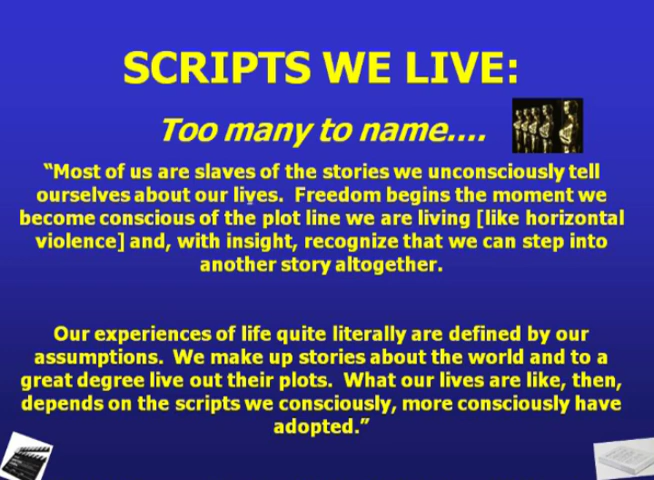 SCRIPTS WE LIVE:
Too many to name....
“Most of us are slaves of the stories we unconsciously tell
ourselves about our lives.  Freedom begins the moment we
become conscious of the plot line we are living [like horizontal
violence] and, with insight, recognize that we can step into
another story altogether.
Our experiences of life quite literally are defined by our
assumptions.  We make up stories about the world and to a
great degree live out their plots.  What our lives are like, then,
depends on the scripts we consciously, more consciously have
adopted.”